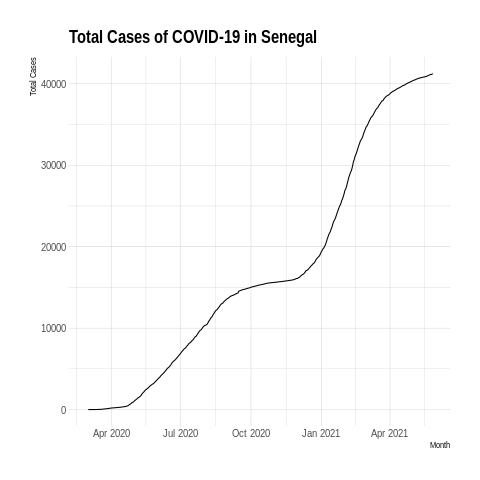 Total Cases of COVID-19 in Senegal
Total Cases
40000
30000
20000
10000
0
Apr 2020 Jul 2020 Oct 2020 Jan 2021 Apr 2021
Month